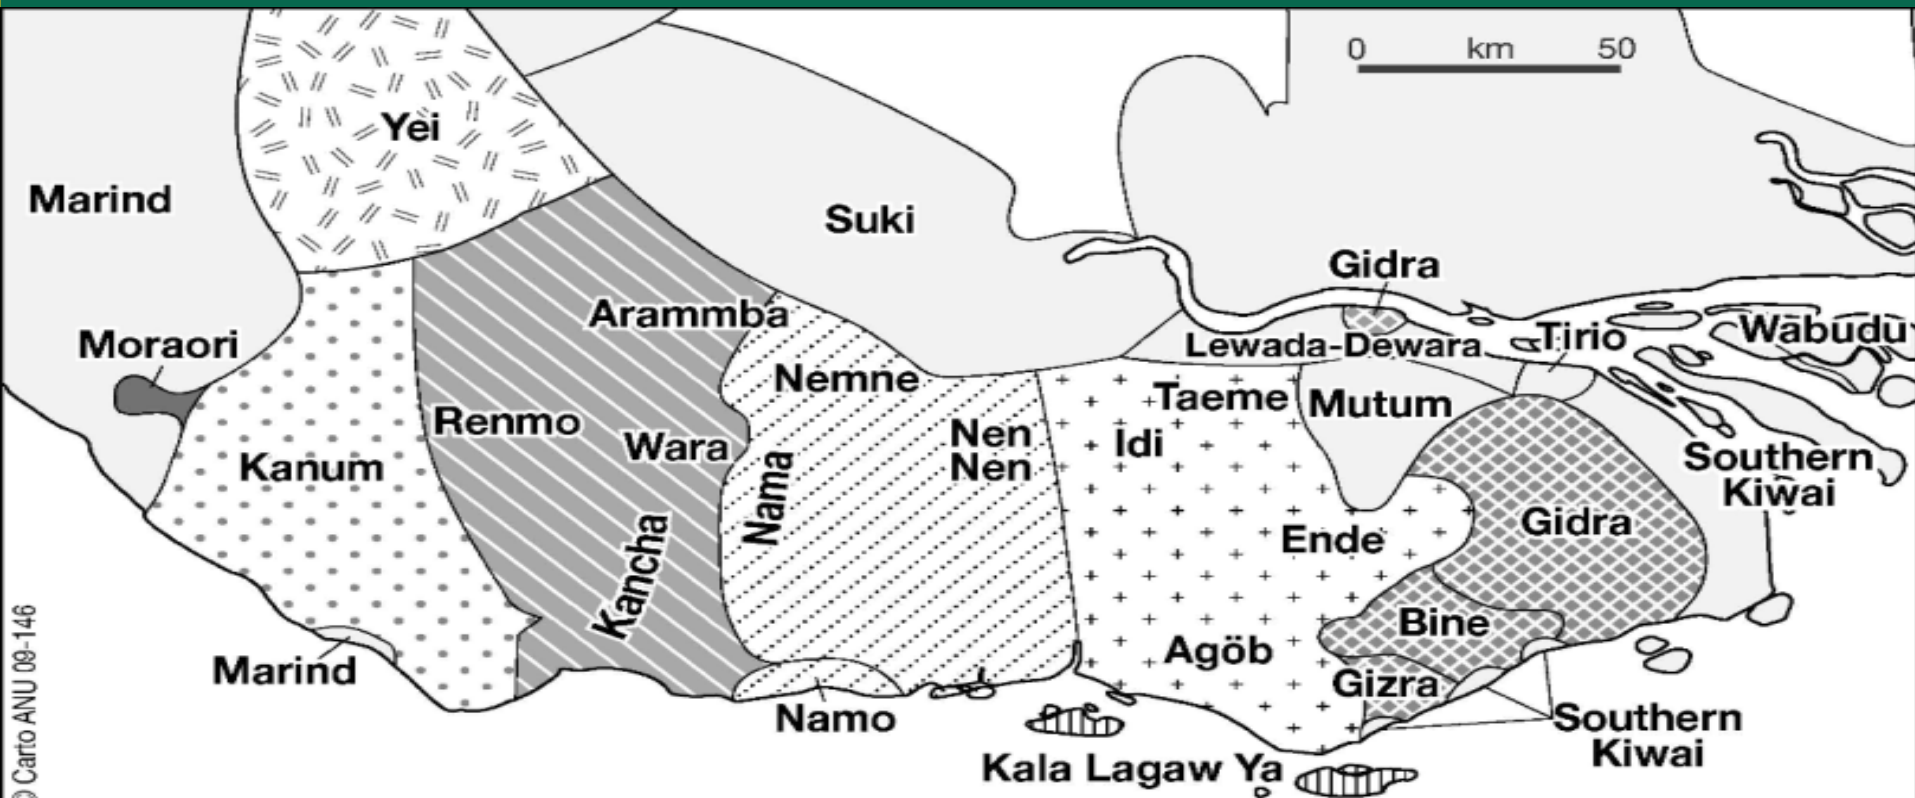 0 km 50
Yei
Marind
Suki
Gidra
Arammba
Moraori
Lewada-Dewara
Tirio
Wabudu
Nemne
Taeme
Mutum
Renmo
Wara
Nen
Nen
Idi
Kanum
Nama
Southern
Kiwai
Kancha
Ende
Gidra
Bine
Agöb
Gizra
Marind
Namo
Southern
Kiwai
Kala Lagaw Ya
© Carto ANU 09-146